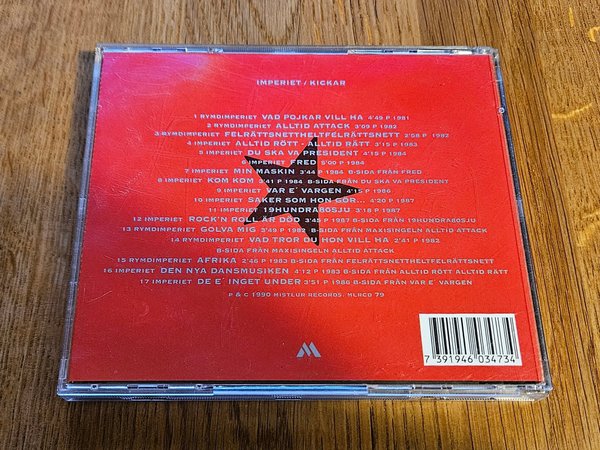 IMPERIET / KICKAR
1 RYMDIMPERIET VAD POJKAR VILL HA 4'49 P 1981
2 RYMDIMPERIET ALLTID ATTACK 3'09 P 1982
3 RYMDIMPERIET FELRÄTTSNETTHELTFELRÄTTSNETT 2'58 P 1982
4 IMPERIET ALLTID RÖTT - ALLTID RÄTT 3'15 P 1983
5 IMPERIET DU SKA VA PRESIDENT 4'15 P 1984
6 IMPERIET FRED 5'00 P 1984
7 IMPERIET MIN MASKIN 3'44 P 1984 B-SIDA FRÅN FRED
8 IMPERIET KOM KOM 3'41 P 1984 B-SIDA FRÅN DU SKA VA PRESIDENT
9 IMPERIET VAR E' VARGEN 4'15 P 1986
10 IMPERIET SAKER SOM HON GÖR... 4'20 P 1987
11 IMPERIET 19HUNDRA80SJU 3'18 P 1987
12 IMPERIET ROCK'N ROLL ÄR DÖD 3'45 P 1987 B-SIDA FRÅN 19HUNDRA80SJU
13 RYMDIMPERIET GOLVA MIG 3'49 P 1982 B-SIDA FRÅN MAXISINGELN ALLTID ATTACK
14 RYMDIMPERIET VAD TROR DU HON VILL HA 2'41 P 1982
B-SIDA FRÅN MAXISINGELN ALLTID ATTACK
15 RYMDIMPERIET AFRIKA 2'46 P 1983 B-SIDA FRÅN FELRÄTTSNETTHELTFELRÄTTSNETT
16 IMPERIET DEN NYA DANSMUSIKEN 4'12 P 1983 B-SIDA FRÅN ALLTID RÖTT ALLTID RÄTT
17 IMPERIET DE E' INGET UNDER 3'51 P 1986 B-SIDA FRÅN VAR E' VARGEN
P & C 1990 MISTLUR RECORDS. MLRCD 79
7 391946 034734